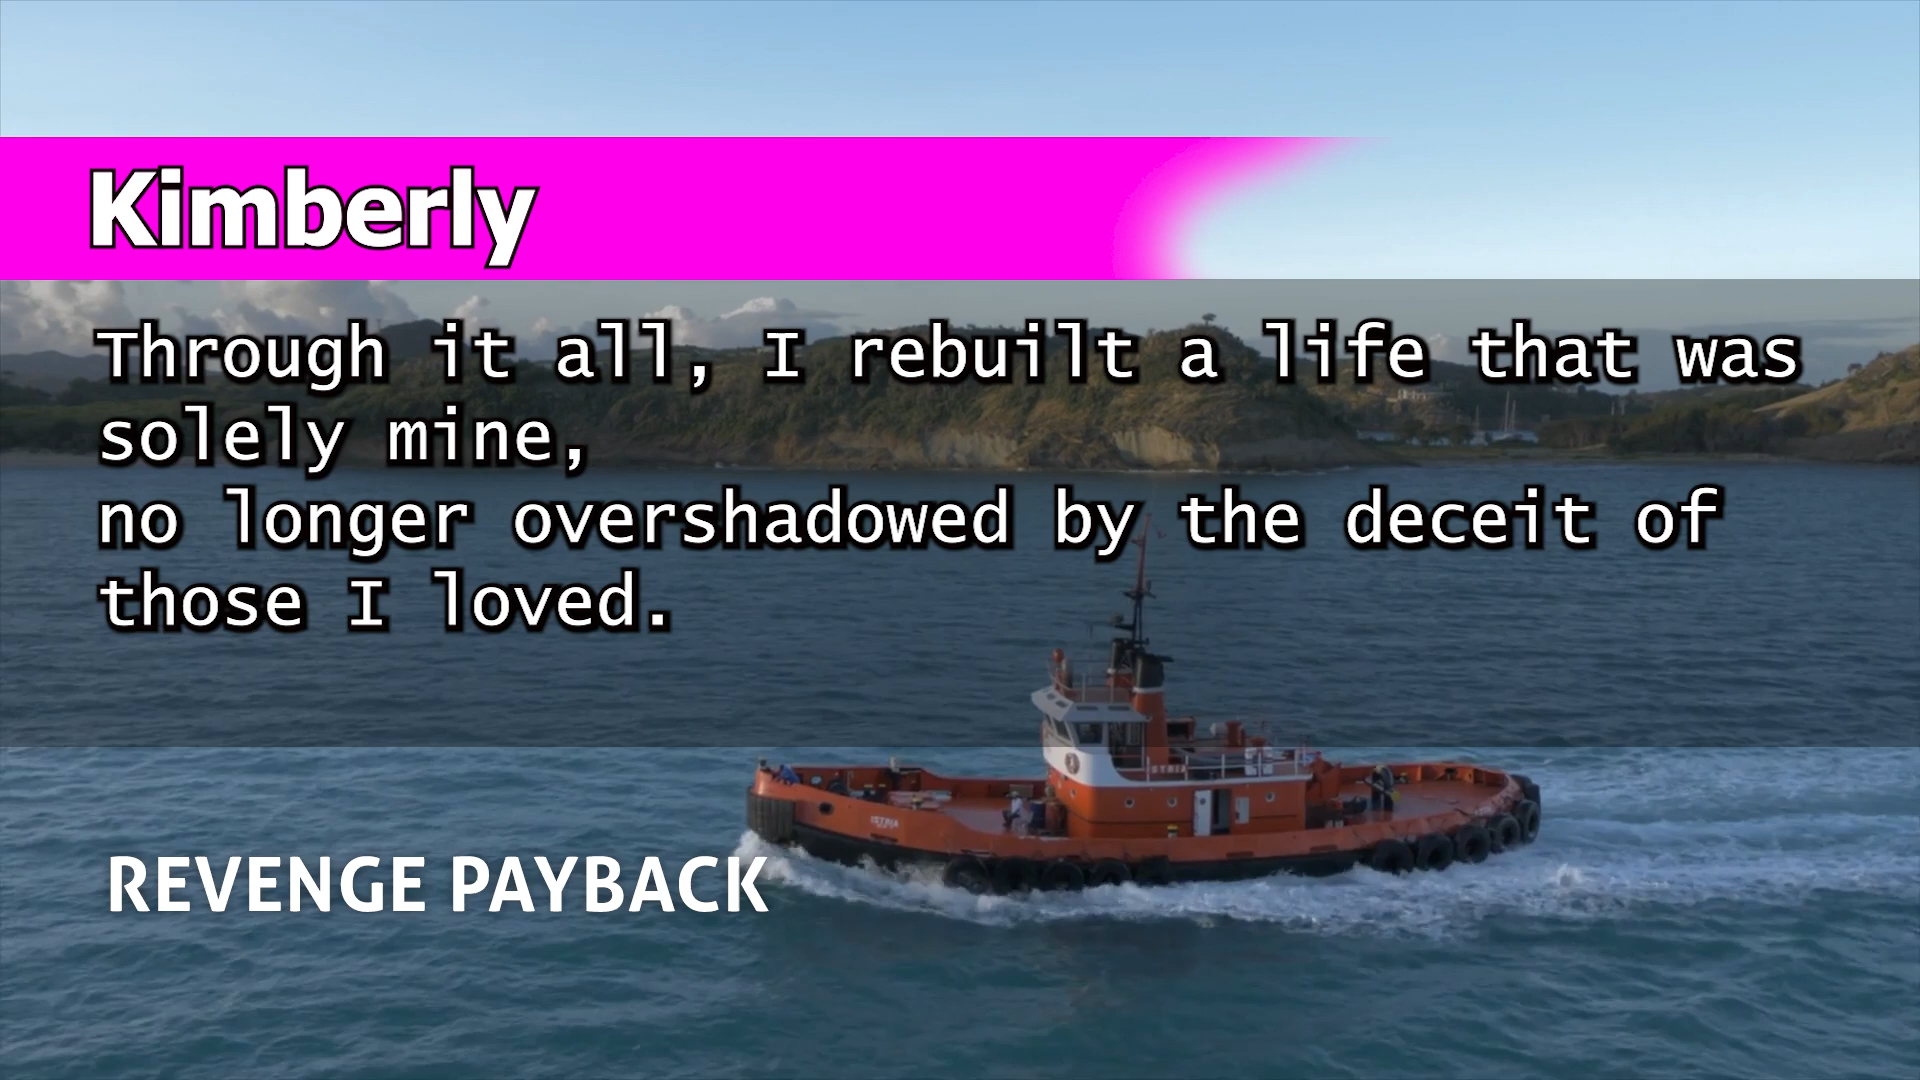 Kimberly
Through it all, I rebuilt a life that was
solely mine,
no longer overshadowed by the deceit of
those I loved.
ISTRIA
REVENGE PAYBACK